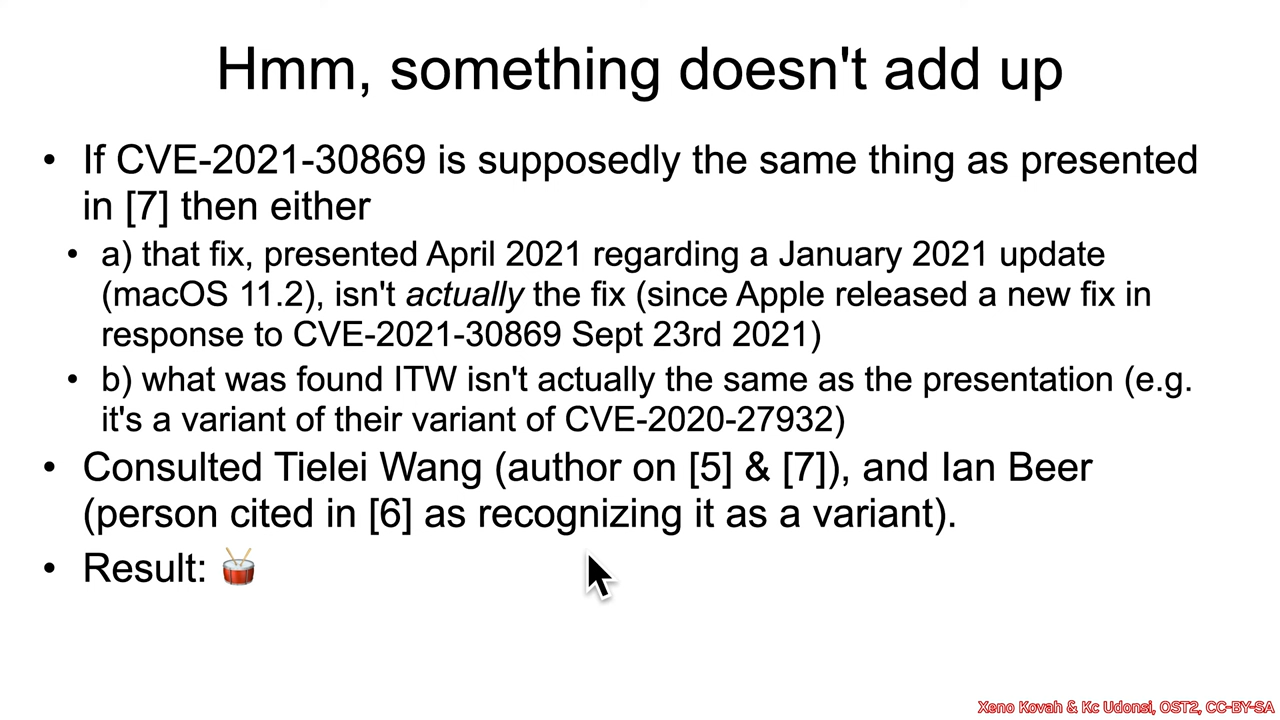 Hmm, something doesn't add up
• If CVE-2021-30869 is supposedly the same thing as presented
in [7] then either
• a) that fix, presented April 2021 regarding a January 2021 update
(macOS 11.2), isn't actually the fix (since Apple released a new fix in
response to CVE-2021-30869 Sept 23rd 2021)
• b) what was found ITW isn't actually the same as the presentation (e.g.
it's a variant of their variant of CVE-2020-27932)
• Consulted Tielei Wang (author on [5] & [7]), and Ian Beer
(person cited in [6] as recognizing it as a variant).
• Result: 🥁
Xeno Kovah & Kc Udonsi, OST2, CC-BY-SA